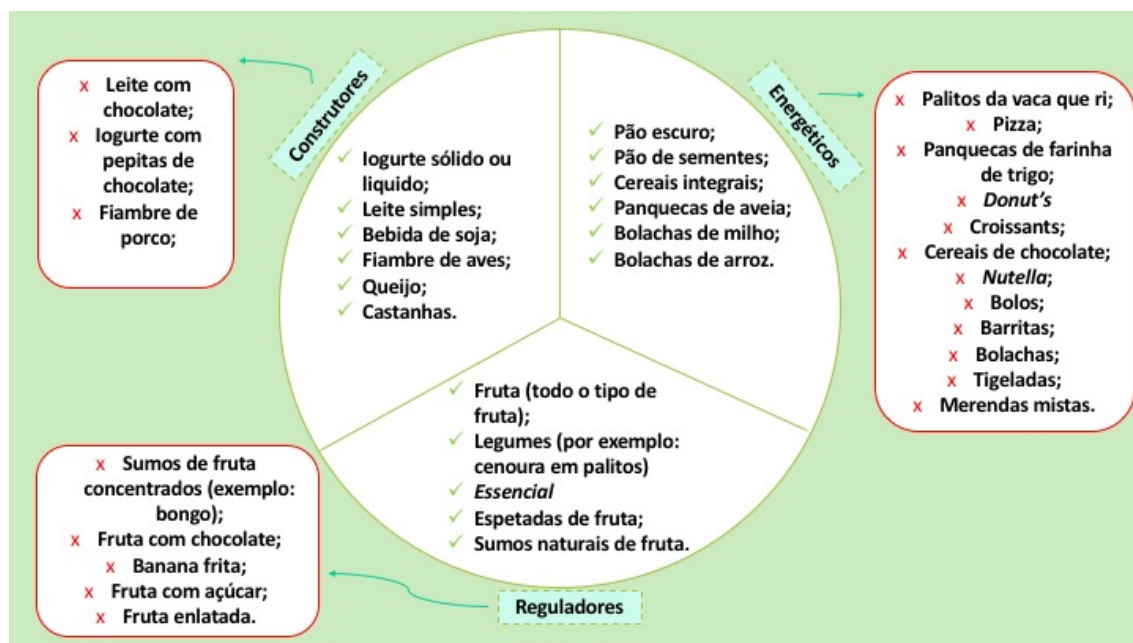 Construtores
x Leite com
chocolate;
x Iogurte com
pepitas de
chocolate;
x Fiambre de
porco;
✓ Iogurte sólido ou
liquido;
✓ Leite simples;
✓ Bebida de soja;
✓ Fiambre de aves;
✓ Queijo;
✓ Castanhas.
Energéticos
✓ Pão escuro;
✓ Pão de sementes;
✓ Cereais integrais;
✓ Panquecas de aveia;
✓ Bolachas de milho;
✓ Bolachas de arroz.
x Palitos da vaca que ri;
x Pizza;
x Panquecas de farinha
de trigo
x Donut’s
x Croissants;
x Cereais de chocolate;
x Nutella;
x Bolos;
x Barritas;
x Bolachas;
x Tigeladas;
x Merendas mistas.
✓ Fruta (todo o tipo de
fruta);
✓ Legumes (por exemplo:
cenoura em palitos)
✓ Essencial
✓ Espetadas de fruta;
✓ Sumos naturais de fruta.
x Sumos de fruta
concentrados (exemplo:
bongo);
x Fruta com chocolate;
x Banana frita;
x Fruta com açúcar;
x Fruta enlatada.
Reguladores